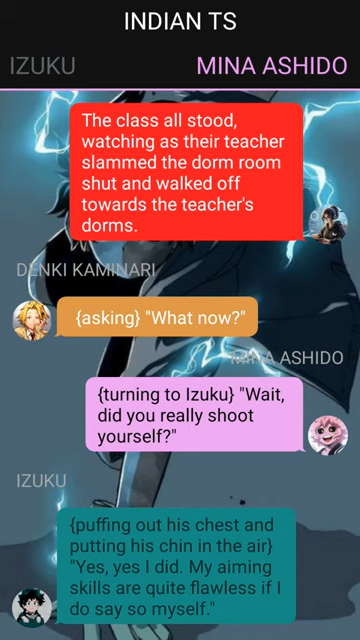 INDIAN TS
IZUKU
MINA ASHIDO
The class all stood,
watching as their teacher
slammed the dorm room
shut and walked off
towards the teacher's
dorms.
DENKI KAMINARI
{asking} "What now?"
MINA ASHIDO
{turning to Izuku} "Wait,
did you really shoot
yourself?"
IZUKU
{puffing out his chest and
putting his chin in the air}
"Yes, yes I did. My aiming
skills are quite flawless if I
do say so myself."